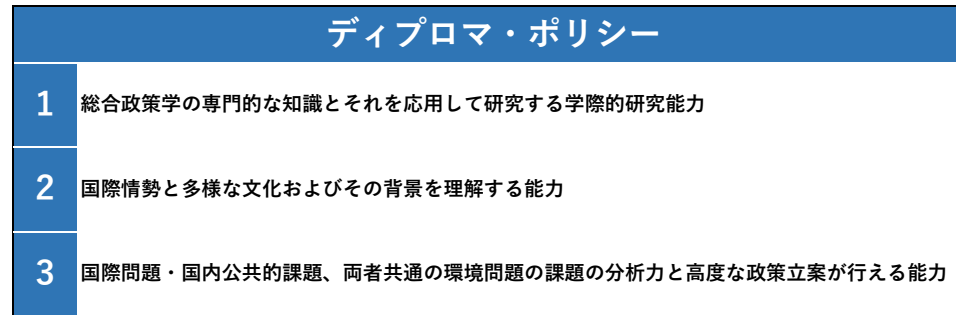 ディプロマ・ポリシー
1 総合政策学の専門的な知識とそれを応用して研究する学際的研究能力
2 国際情勢と多様な文化およびその背景を理解する能力
3 国際問題・国内公共的課題、両者共通の環境問題の課題の分析力と高度な政策立案が行える能力